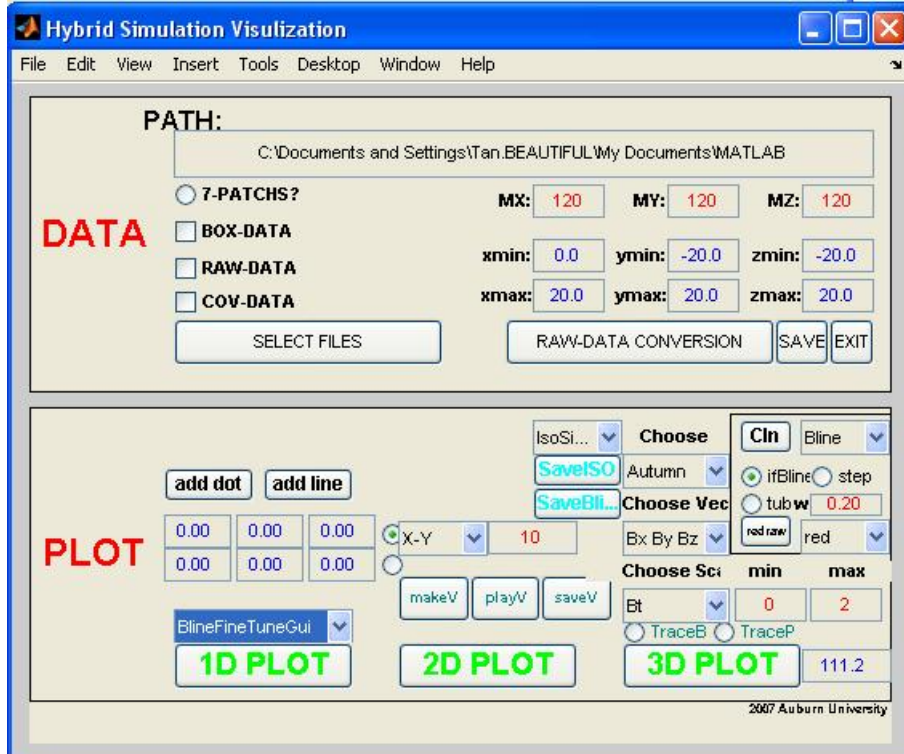 Hybrid Simulation Visulization
File Edit View Insert Tools Desktop Window Help
PATH:
C:\Documents and Settings\Tan.BEAUTIFUL\My Documents\MATLAB
DATA
7-PATCHS?
BOX-DATA
RAW-DATA
COV-DATA
MX: 120 MY: 120 MZ: 120
xmin: 0.0 ymin: -20.0 zmin: -20.0
xmax: 20.0 ymax: 20.0 zmax: 20.0
SELECT FILES RAW-DATA CONVERSION SAVE EXIT
PLOT
IsoSi... Choose Cln Bline
SaveISO Autumn ifBline step
add dot add line
SaveBli... Choose Vec tub w 0.20
0.00 0.00 0.00 X-Y 10 Bx By Bz red raw red
0.00 0.00 0.00 Choose Sca min max
makeV playV saveV Bt 0 2
BlineFineTuneGui TraceB TraceP
1D PLOT 2D PLOT 3D PLOT 111.2
2007 Auburn University